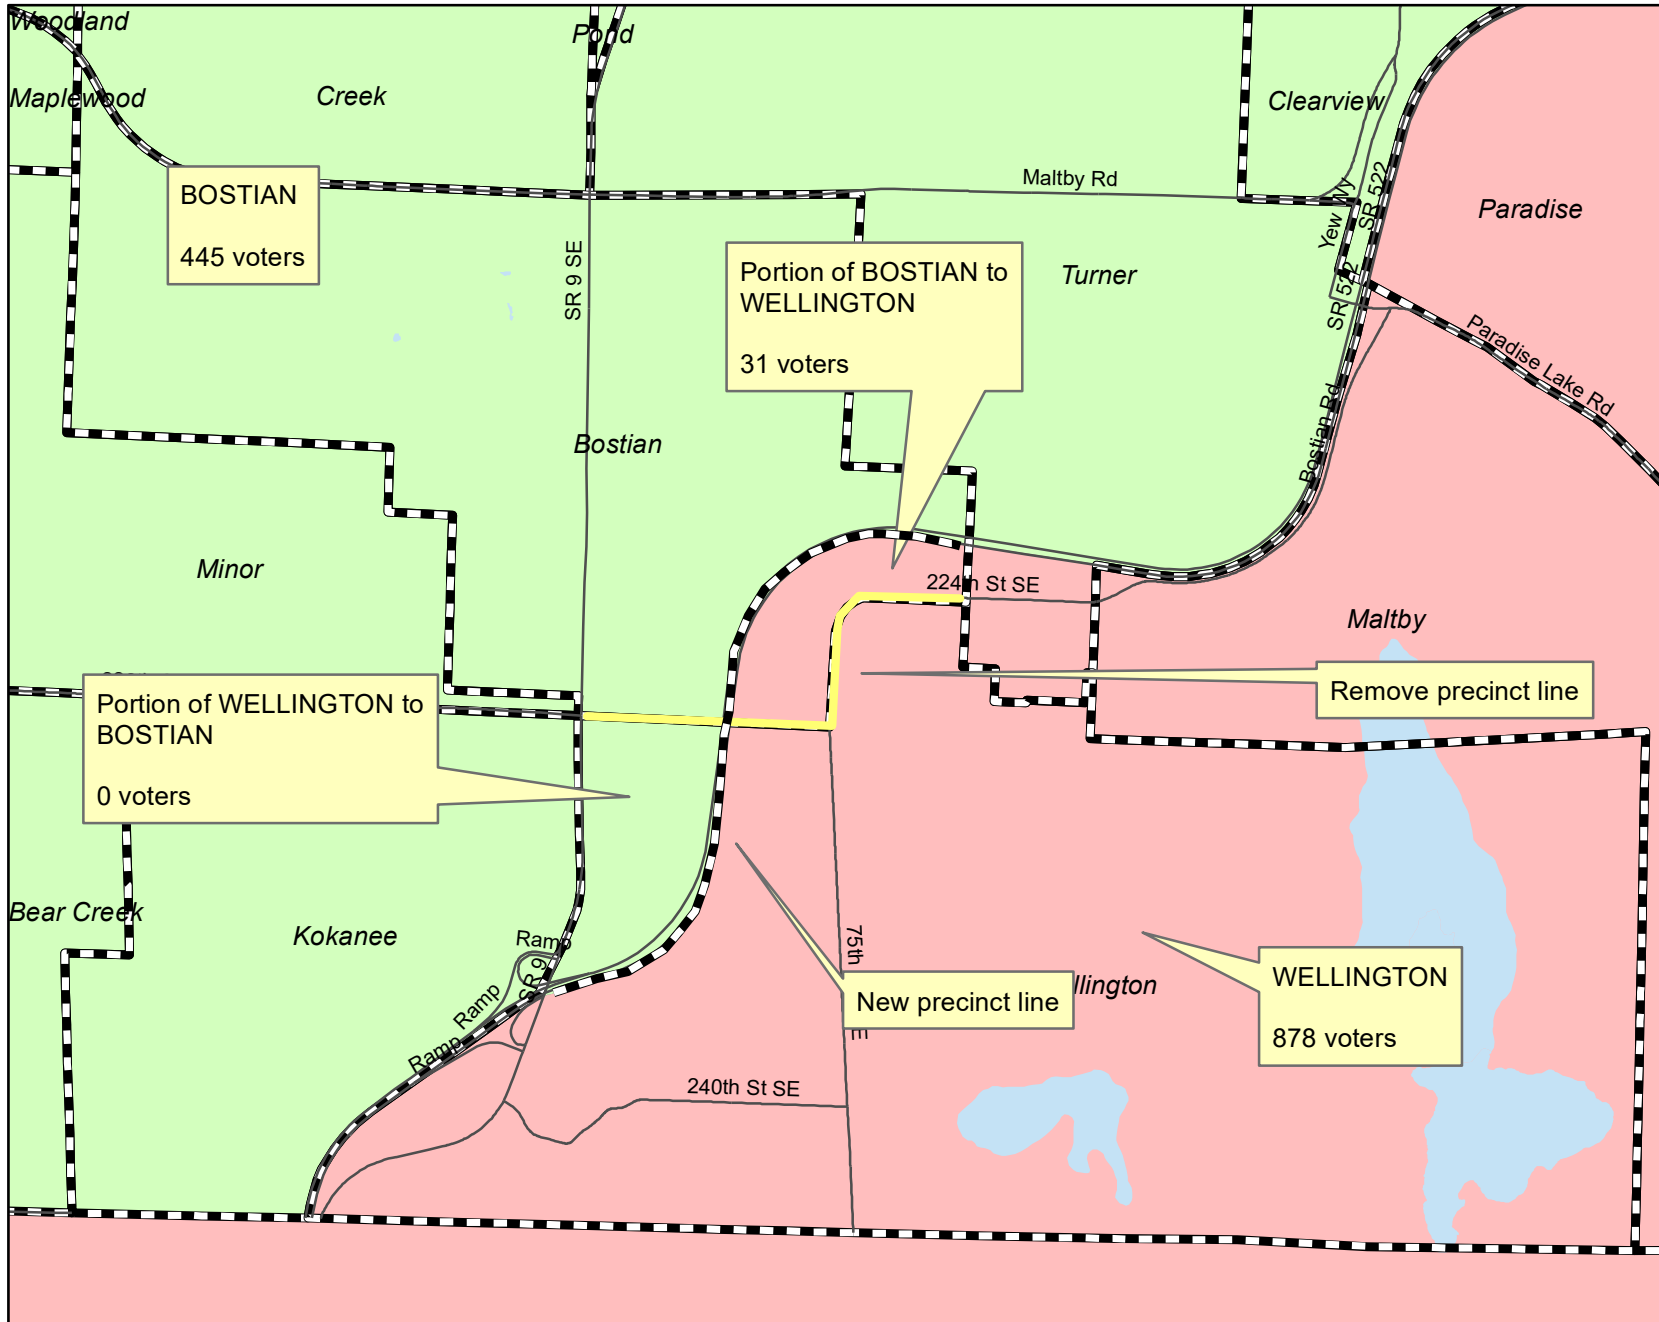 Woodland
Pond
Maplewood
Creek
Clearview
Maltby Rd
BOSTIAN
445 voters
Yew Wy
SR 522
Paradise
SR 9 SE
Portion of BOSTIAN to
WELLINGTON
31 voters
Turner
SR 522
Paradise Lake Rd
Bostian Rd
Bostian
Minor
224th St SE
Maltby
Remove precinct line
Portion of WELLINGTON to
BOSTIAN
0 voters
Bear Creek
Kokanee
Ramp
SR 9
Ramp
Ramp
75th
E
New precinct line
llington
WELLINGTON
878 voters
240th St SE